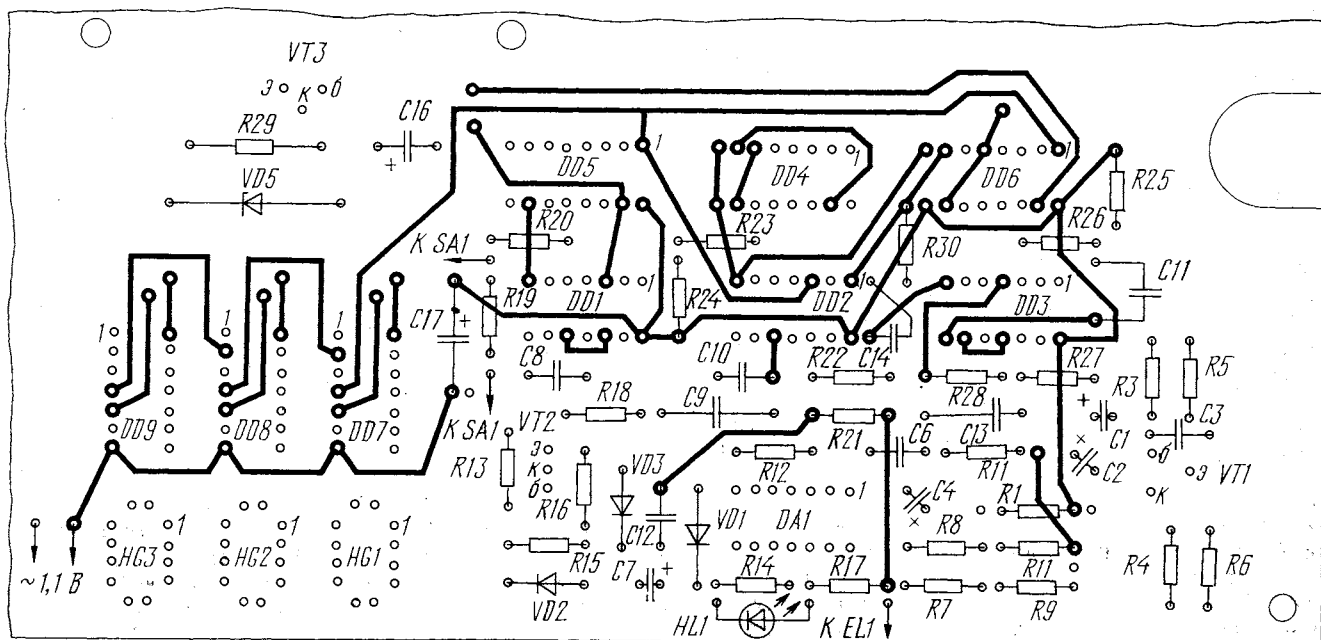 VT3
э к б
C16
+
R29
VD5
1
DD5
1
DD4
1
DD6
R25
R20
R23
R30
R26
К SA1
C11
1
DD1
R19
R24
1
DD2
1
DD3
C17
+
1
1
1
C8
C10
R22
C14
R27
R3
R5
R18
C9
R28
+
C1
C3
К SA1
VT2
DD9
DD8
DD7
R21
C6
C13
R11
б
э
VT1
к
R13
э
к
б
VD3
R12
C2
R16
1
C4
R1
1
1
1
HG3
HG2
HG1
C12
VD1
DA1
R8
R15
C7
+
R14
R17
R11
R4
R6
~1,1 В
VD2
R7
R9
HL1
К EL1